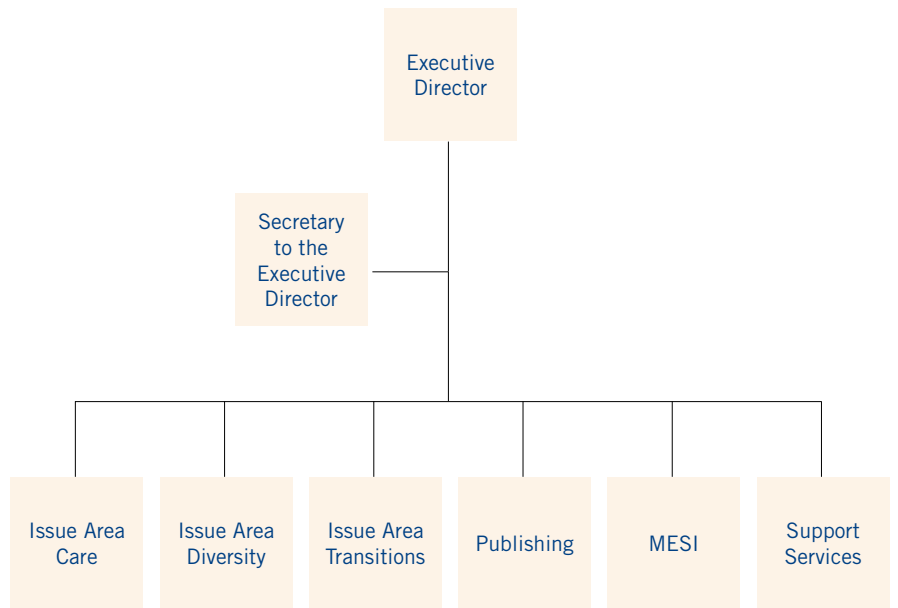 Executive
Director
Secretary
to the
Executive
Director
Issue Area
Care
Issue Area
Diversity
Issue Area
Transitions
Publishing
MESI
Support
Services